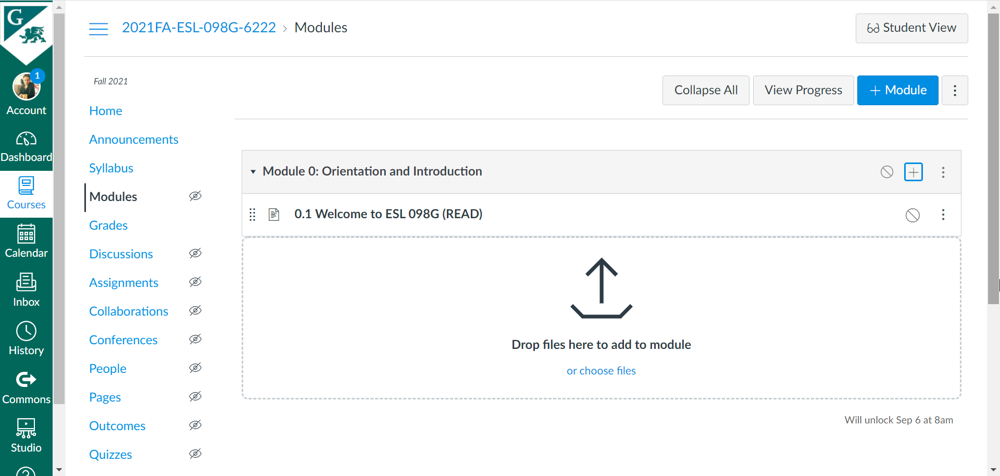 G
1
Account
Dashboard
Courses
Calendar
Inbox
History
Commons
Studio
2021FA-ESL-098G-6222 › Modules
Student View
Fall 2021
Home
Announcements
Syllabus
Modules
Grades
Discussions
Assignments
Collaborations
Conferences
People
Pages
Outcomes
Quizzes
Collapse All
View Progress
+ Module
Module 0: Orientation and Introduction
0.1 Welcome to ESL 098G (READ)
Drop files here to add to module
or choose files
Will unlock Sep 6 at 8am